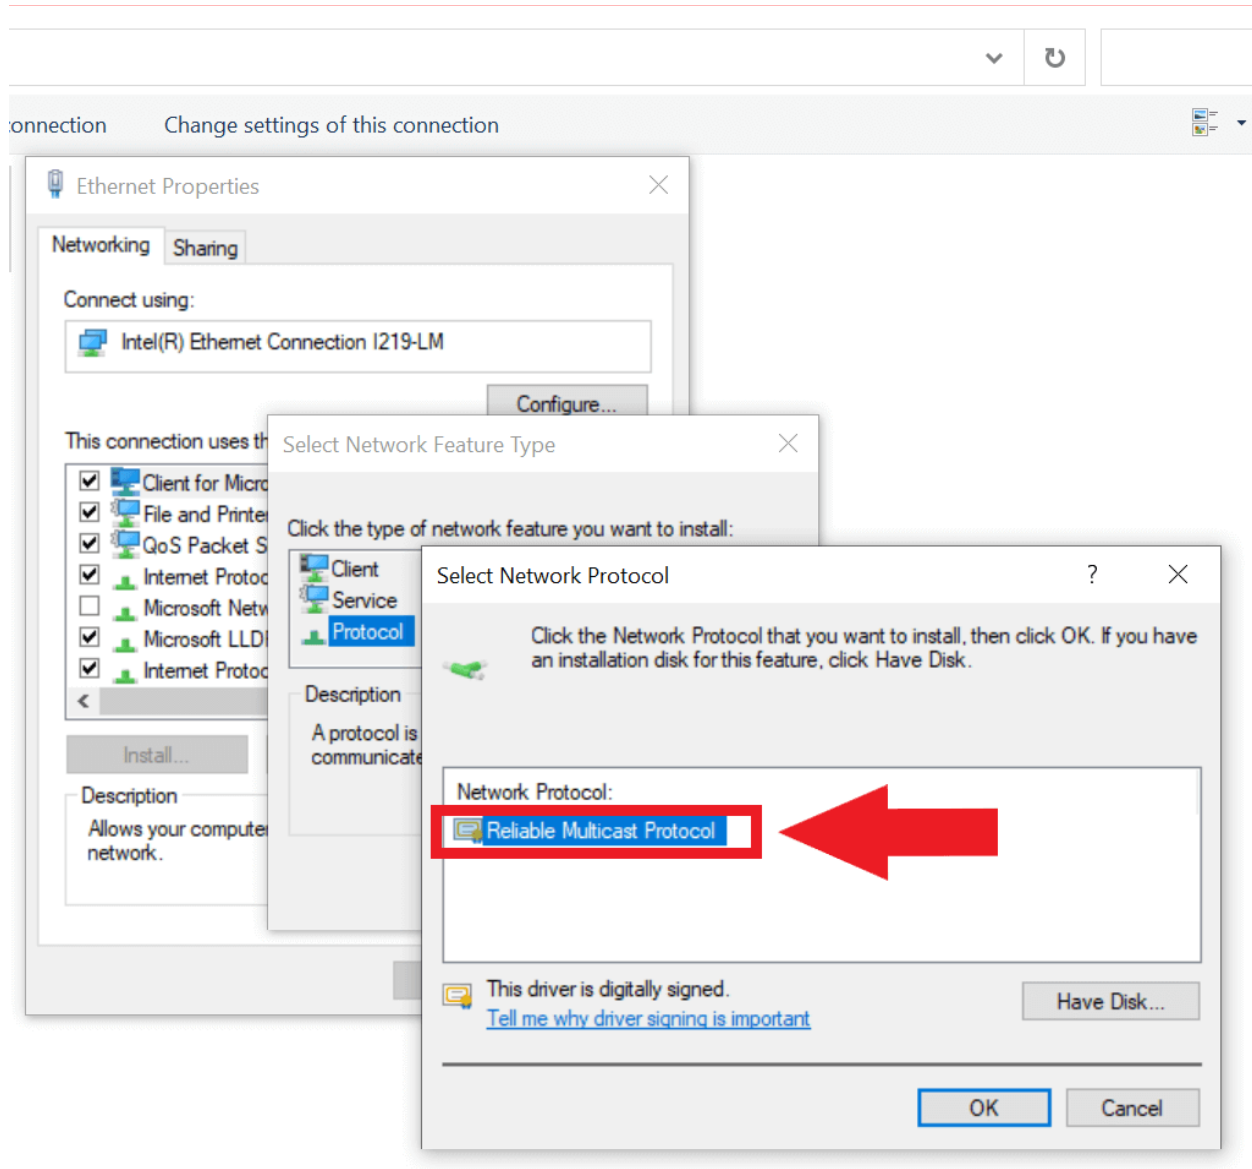 connection
Change settings of this connection
Ethernet Properties
Networking
Sharing
Connect using:
Intel(R) Ethernet Connection I219-LM
Configure...
This connection uses th
Client for Micro
File and Printer
QoS Packet S
Internet Protoc
Microsoft Netw
Microsoft LLDP
Internet Protoc
Install...
Description
Allows your computer
network.
Select Network Feature Type
Click the type of network feature you want to install:
Client
Service
Protocol
Description
A protocol is
communicate
Select Network Protocol
?
Click the Network Protocol that you want to install, then click OK. If you have
an installation disk for this feature, click Have Disk.
Network Protocol:
Reliable Multicast Protocol
This driver is digitally signed.
Tell me why driver signing is important
Have Disk...
OK
Cancel